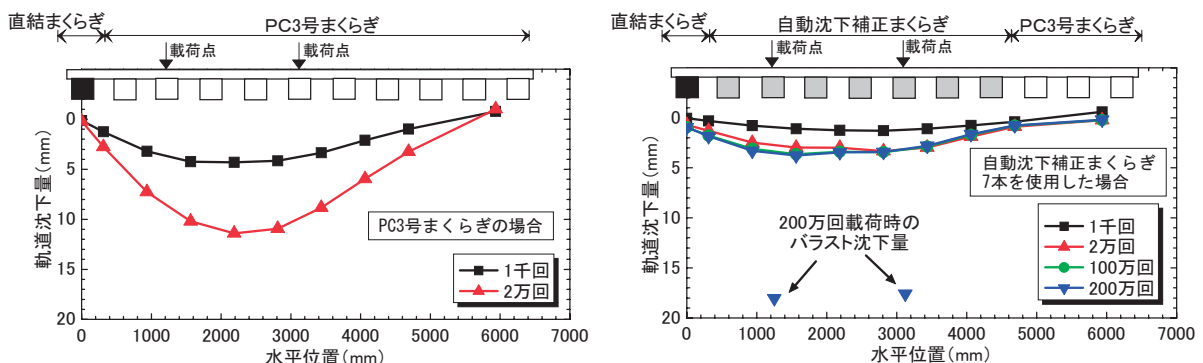 直結まくらぎ
PC3号まくらぎ
載荷点
載荷点
0
5
10
15
20
軌道沈下量(mm)
PC3号まくらぎの場合
1千回
2万回
0
1000
2000
3000
4000
5000
6000
7000
水平位置(mm)
直結まくらぎ
自動沈下補正まくらぎ
PC3号まくらぎ
載荷点
載荷点
0
5
10
15
20
軌道沈下量(mm)
自動沈下補正まくらぎ
7本を使用した場合
200万回載荷時の
バラスト沈下量
1千回
2万回
100万回
200万回
0
1000
2000
3000
4000
5000
6000
7000
水平位置(mm)